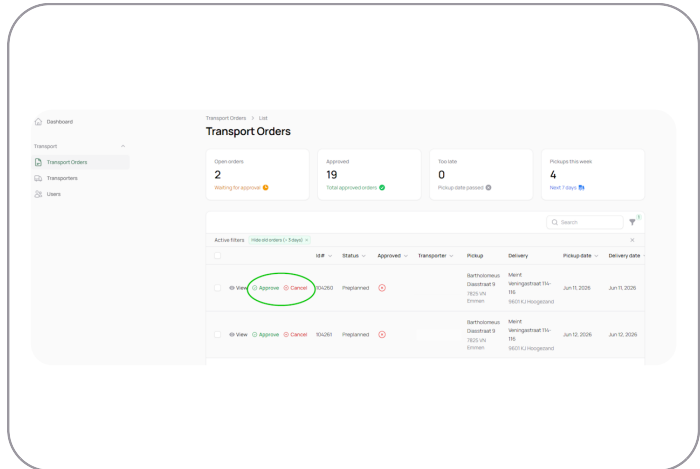 Dashboard
Transport
Transport Orders
Transporters
Users
Transport Orders > List
Transport Orders
Open orders
2
Waiting for approval
Approved
19
Total approved orders
Too late
0
Pickup date passed
Pickups this week
4
Next 7 days
Search
Active filters Hide old orders (> 3 days) ×
Id# Status Approved Transporter Pickup Delivery Pickup date Delivery date
View Approve Cancel 104260 Preplanned
Bartholomeus
Diasstraat 9
7825 VN
Emmen
Meint
Veningastraat 114-
116
9601 KJ Hoogezand
Jun 11, 2026 Jun 11, 2026
View Approve Cancel 104261 Preplanned
Bartholomeus
Diasstraat 9
7825 VN
Emmen
Meint
Veningastraat 114-
116
9601 KJ Hoogezand
Jun 12, 2026 Jun 12, 2026